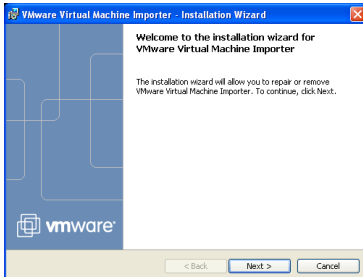 VMware Virtual Machine Importer - Installation Wizard
Welcome to the installation wizard for
VMware Virtual Machine Importer
The installation wizard will allow you to repair or remove
VMware Virtual Machine Importer. To continue, click Next.
vmware®
< Back
Next >
Cancel